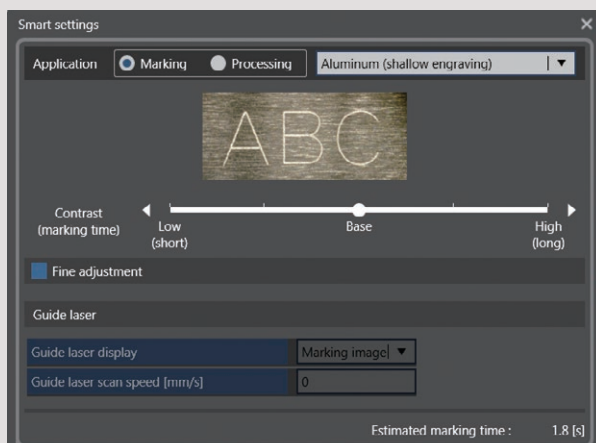 Smart settings
Application Marking Processing Aluminum (shallow engraving)
ABC
Contrast
(marking time)
Low
(short)
Base
High
(long)
Fine adjustment
Guide laser
Guide laser display Marking image
Guide laser scan speed [mm/s] 0
Estimated marking time : 1.8 [s]